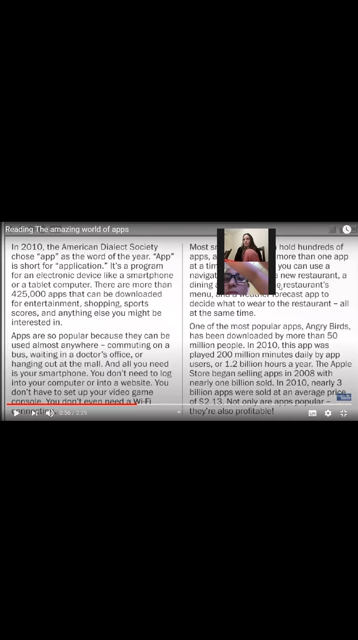 Reading The amazing world of apps
In 2010, the American Dialect Society
chose "app" as the word of the year. "App"
is short for "application." It's a program
for an electronic device like a smartphone
or a tablet computer. There are more than
425,000 apps that can be downloaded
for entertainment, shopping, sports
scores, and anything else you might be
interested in.
Apps are so popular because they can be
used almost anywhere – commuting on a
bus, waiting in a doctor's office, or
hanging out at the mall. And all you need
is your smartphone. You don't need to log
into your computer or into a website. You
don't have to set up your video game
console. You don't even need a Wi-Fi
0:56 / 2:29
Most hold hundreds of
apps, more than one app
at a you can use a
new restaurant, a
dining restaurant's
menu, forecast app to
decide what to wear to the restaurant – all
at the same time.
One of the most popular apps, Angry Birds,
has been downloaded by more than 50
million people. In 2010, this app was
played 200 million minutes daily by app
users, or 1.2 billion hours a year. The Apple
Store began selling apps in 2008 with
nearly one billion sold. In 2010, nearly 3
billion apps were sold at an average price
of $2.13. Not only are apps popular –
they're also profitable!